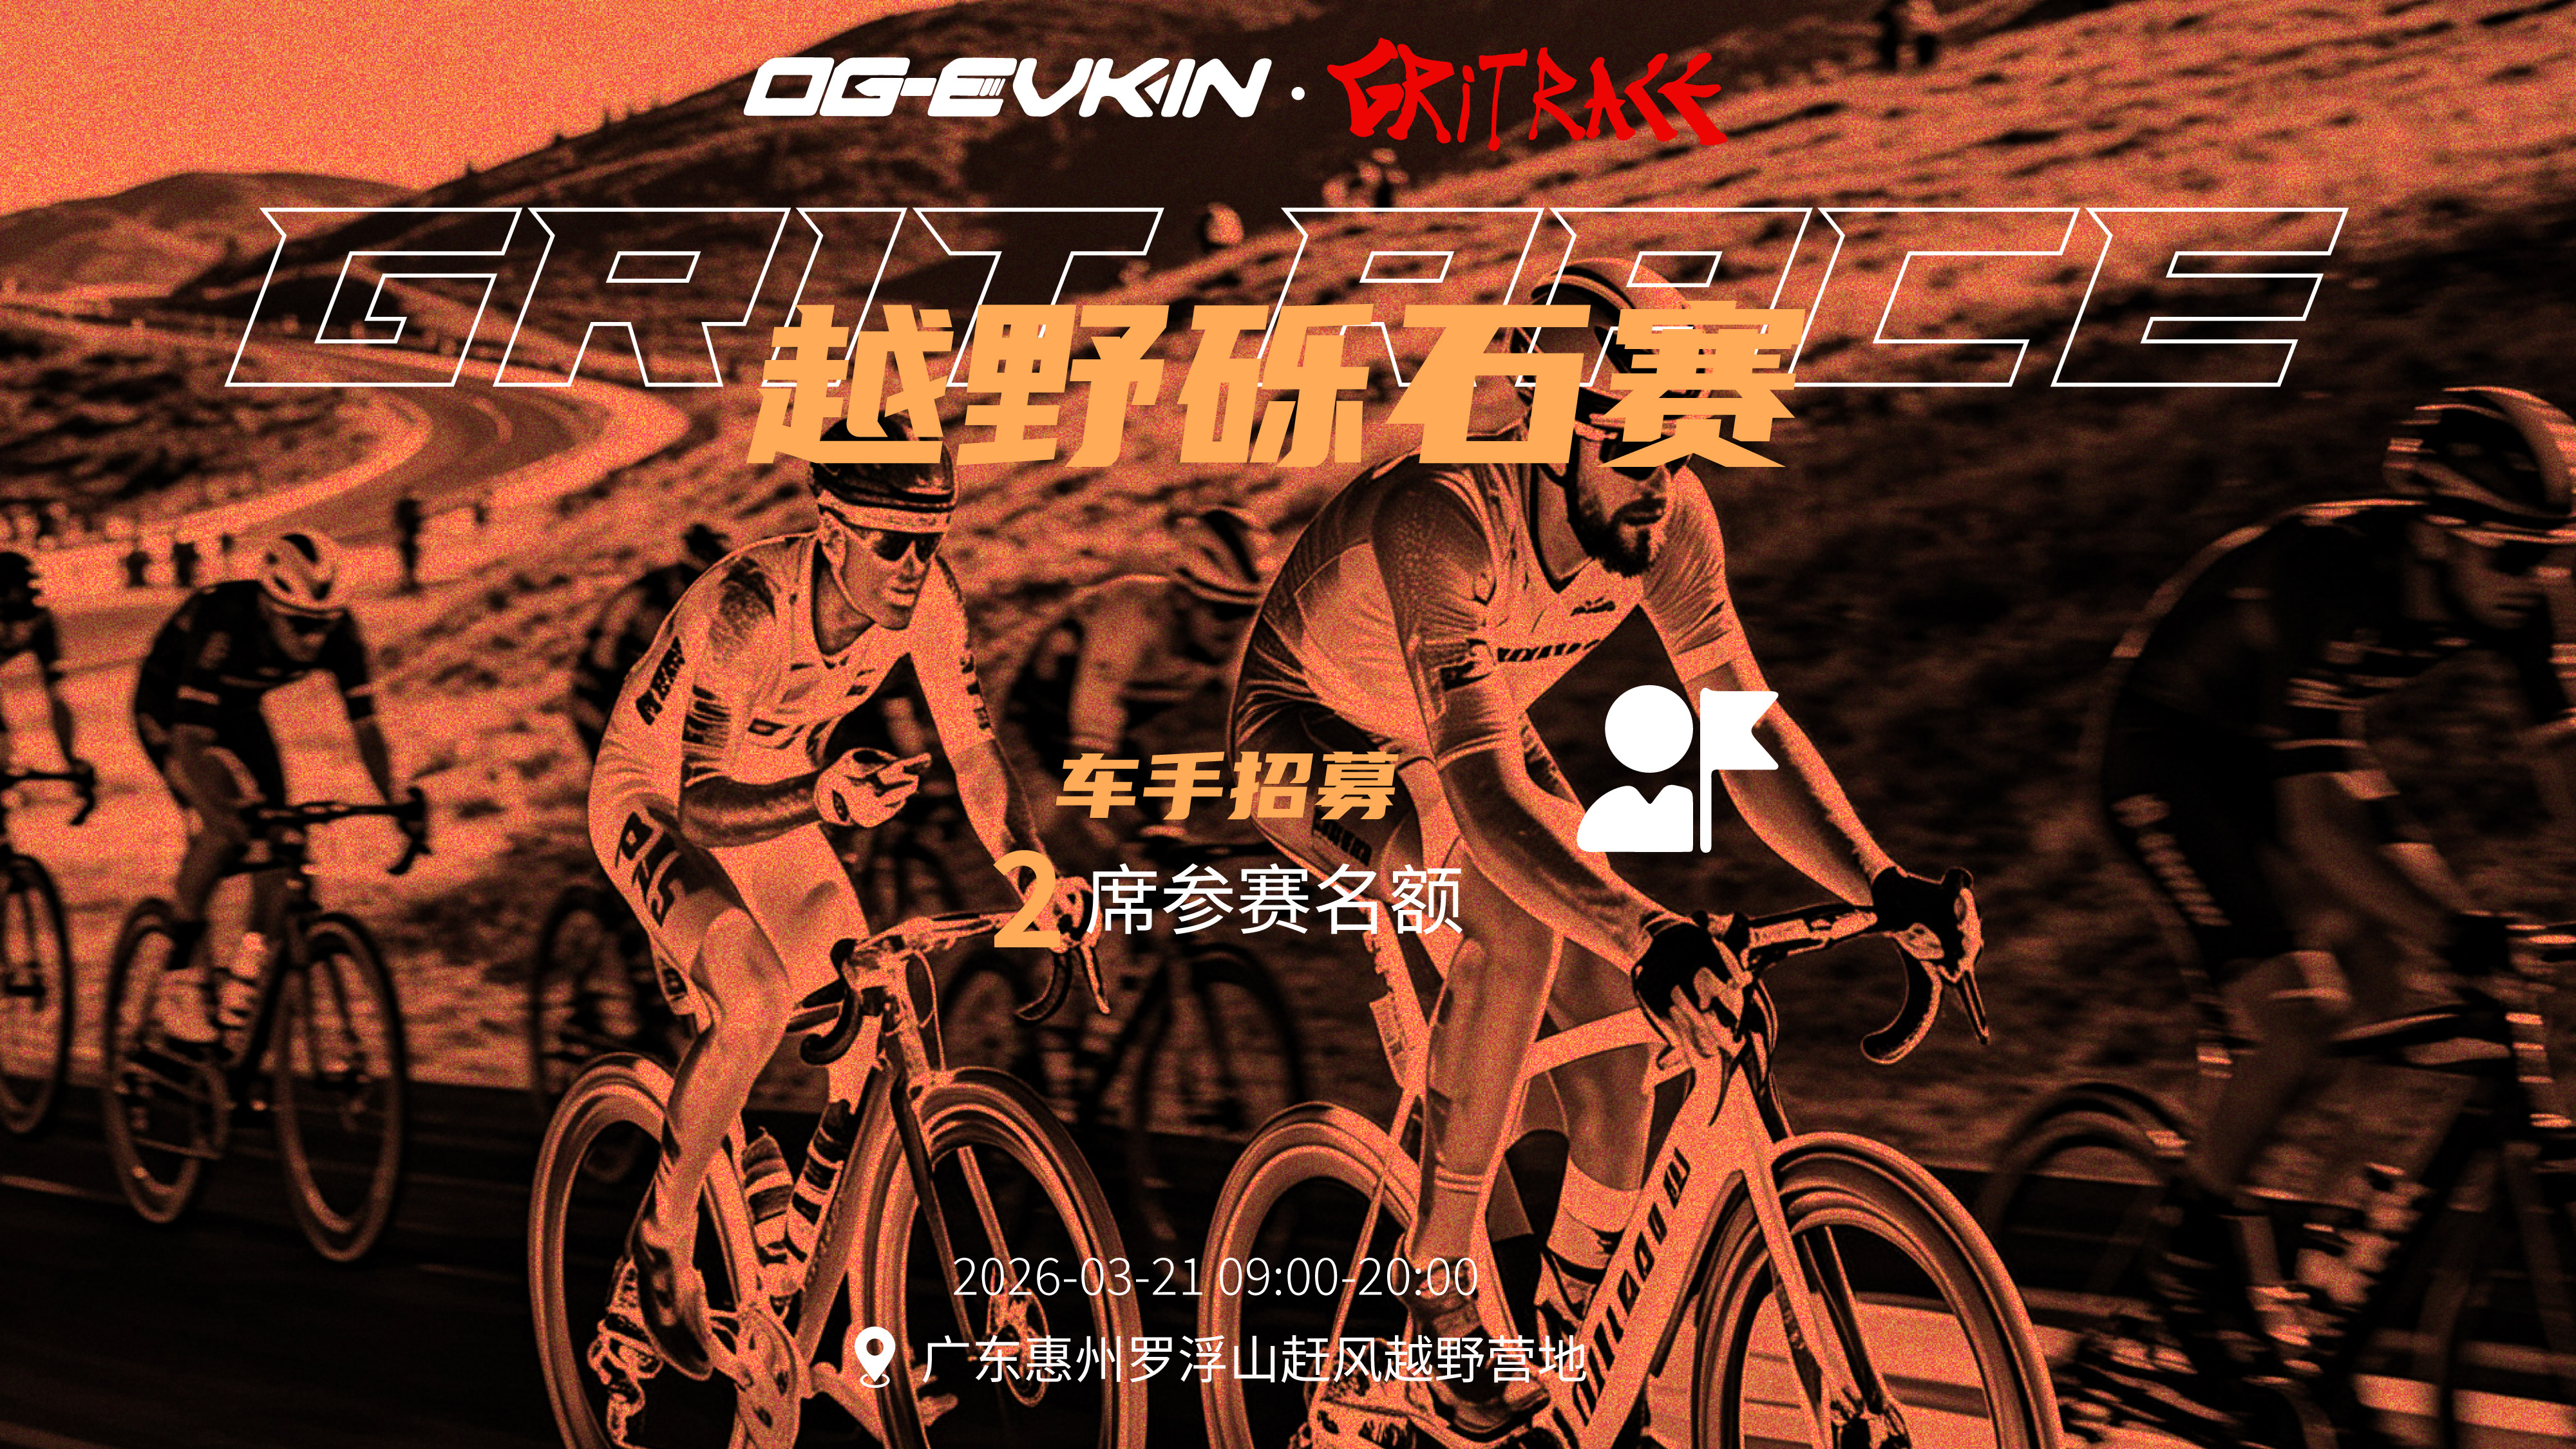 OG-EVKIN · GRITRACE
GRIT RACE
越野砾石赛
车手招募
2 席参赛名额
2026-03-21 09:00-20:00
广东惠州罗浮山赶风越野营地